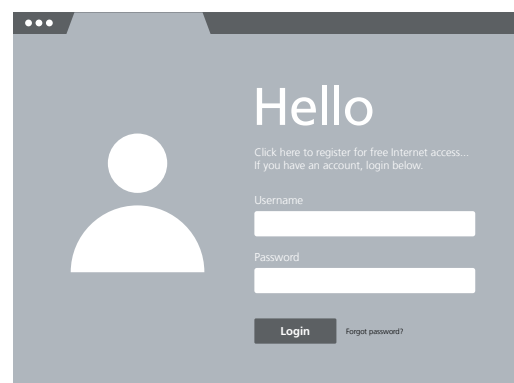 Hello
Click here to register for free Internet access...
If you have an account, login below.
Username
Password
Login Forgot password?